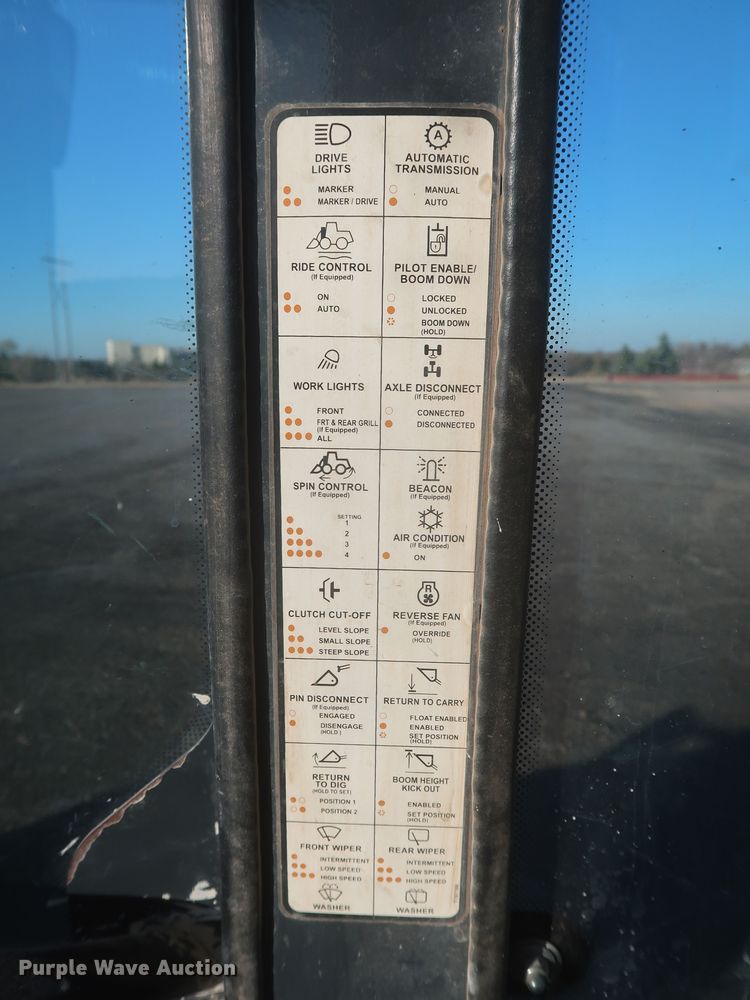 DRIVE
LIGHTS
MARKER
MARKER / DRIVE
A
AUTOMATIC
TRANSMISSION
MANUAL
AUTO
RIDE CONTROL
(If Equipped)
ON
AUTO
PILOT ENABLE/
BOOM DOWN
LOCKED
UNLOCKED
BOOM DOWN
(HOLD)
WORK LIGHTS
FRONT
FRT & REAR GRILL
(If Equipped)
ALL
AXLE DISCONNECT
(If Equipped)
CONNECTED
DISCONNECTED
SPIN CONTROL
(If Equipped)
SETTING
1
2
3
4
BEACON
(If Equipped)
AIR CONDITION
(If Equipped)
ON
CLUTCH CUT-OFF
LEVEL SLOPE
SMALL SLOPE
STEEP SLOPE
R
REVERSE FAN
(If Equipped)
OVERRIDE
(HOLD)
PIN DISCONNECT
(If Equipped)
ENGAGED
DISENGAGE
(HOLD )
RETURN TO CARRY
FLOAT ENABLED
ENABLED
SET POSITION
(HOLD)
RETURN
TO DIG
(HOLD TO SET)
POSITION 1
POSITION 2
BOOM HEIGHT
KICK OUT
ENABLED
SET POSITION
(HOLD)
FRONT WIPER
INTERMITTENT
LOW SPEED
HIGH SPEED
WASHER
REAR WIPER
INTERMITTENT
LOW SPEED
HIGH SPEED
WASHER
Purple Wave Auction